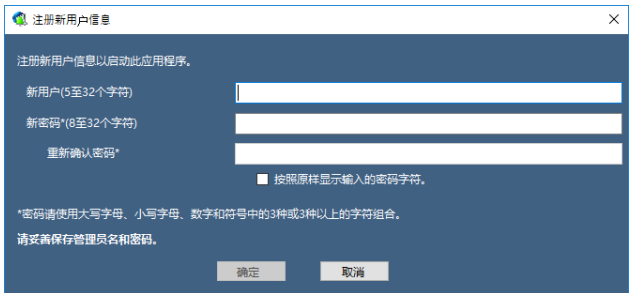 注册新用户信息
注册新用户信息以启动此应用程序。
新用户(5至32个字符)
新密码*(8至32个字符)
重新确认密码*
按照原样显示输入的密码字符。
*密码请使用大写字母、小写字母、数字和符号中的3种或3种以上的字符组合。
请妥善保存管理员名和密码。
确定 取消